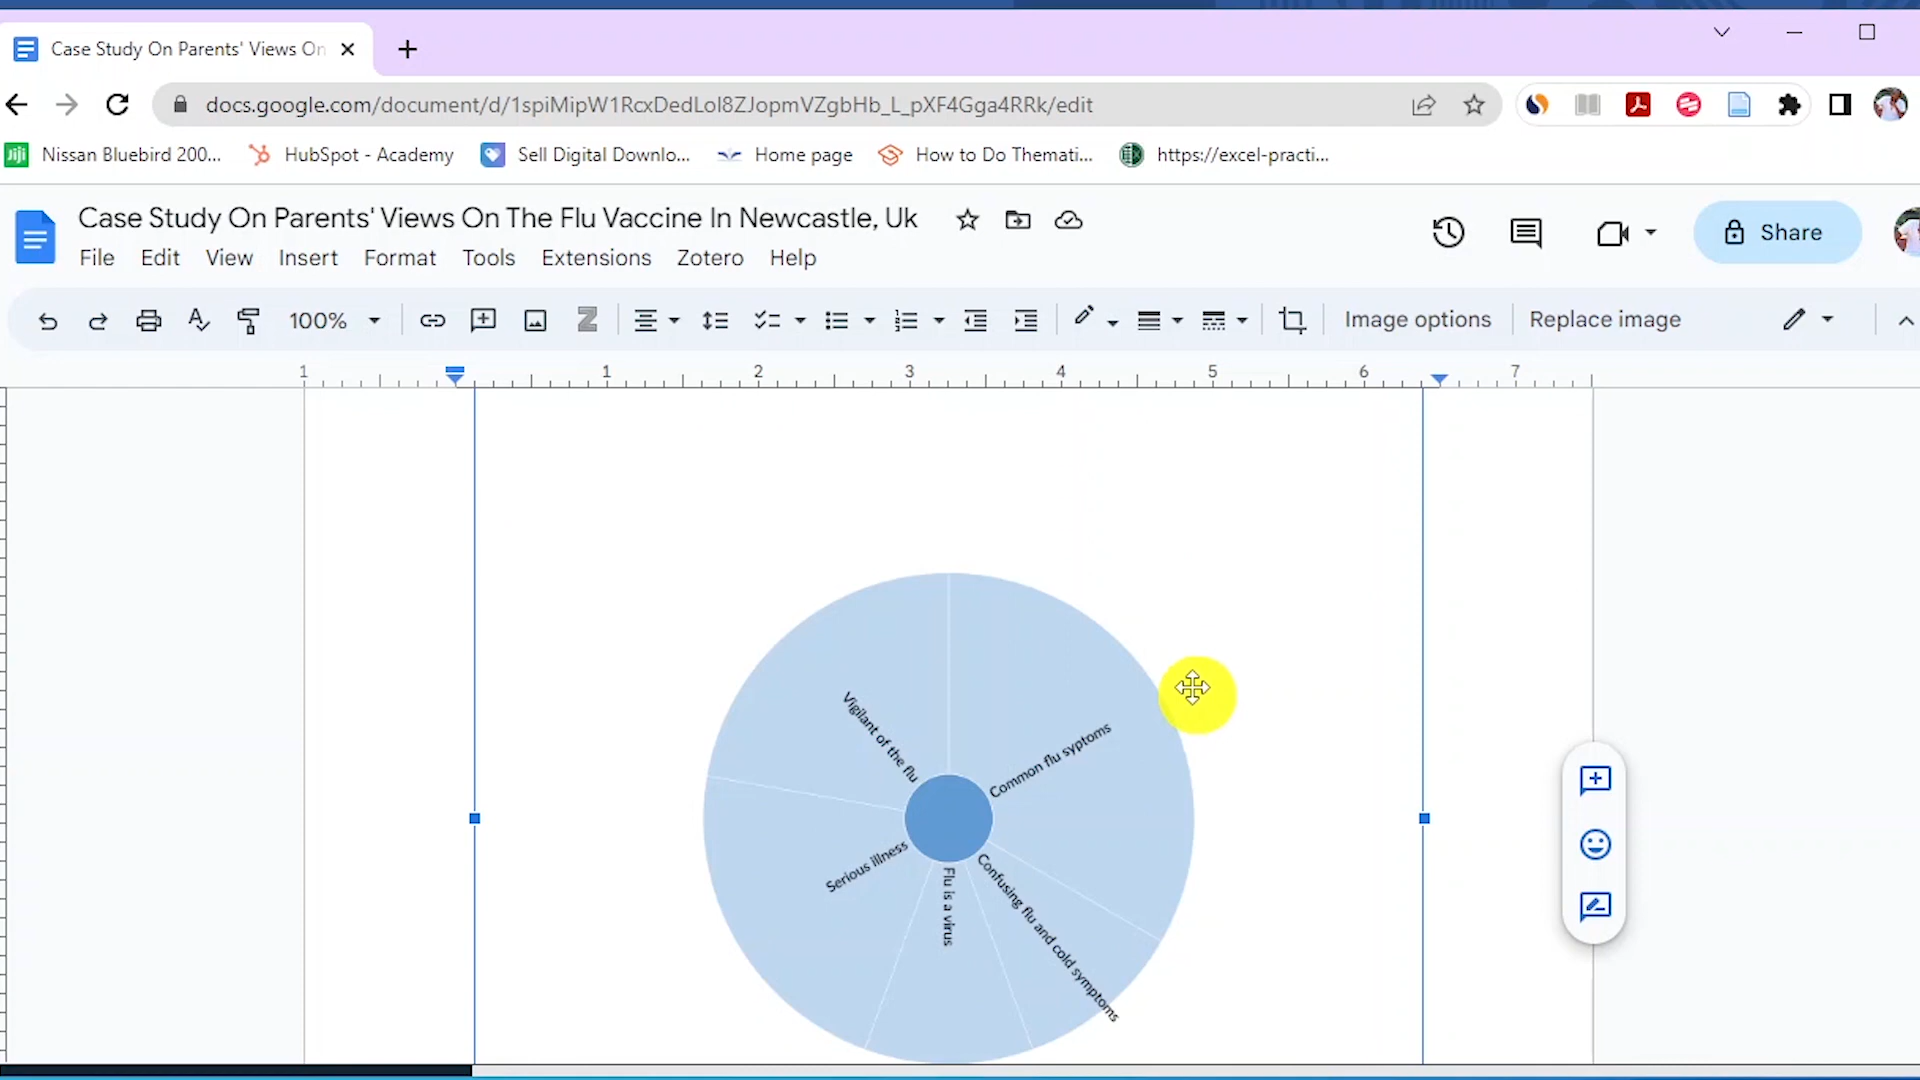 Case Study On Parents' Views On
docs.google.com/document/d/1spiMipW1RcxDedLoI8ZJopmVZgbHb_L_pXF4Gga4RRk/edit
Jiji Nissan Bluebird 200... HubSpot - Academy Sell Digital Downlo... Home page How to Do Themati... https://excel-practi...
Case Study On Parents' Views On The Flu Vaccine In Newcastle, Uk
Share
File Edit View Insert Format Tools Extensions Zotero Help
100% Z Image options Replace image
1 1 2 3 4 5 6 7
Vigilant of the flu
Common flu syptoms
Serious illness
Flu is a virus
Confusing flu and cold symptoms